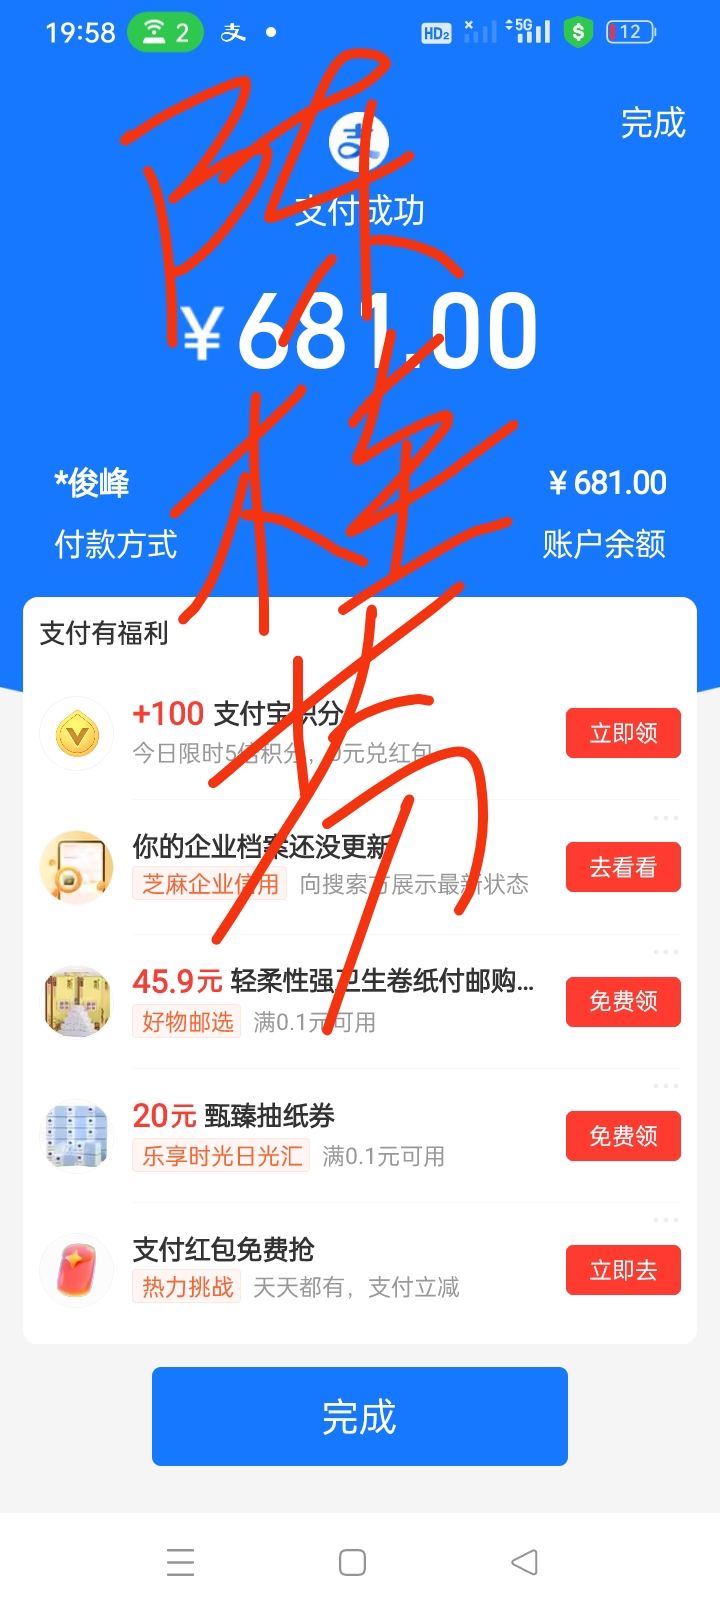 19:58 2 支 HD2 5G 12
完成
支付成功
¥681.00
*俊峰 ¥681.00
付款方式 账户余额
陈桂芳
支付有福利
+100 支付宝积分
今日限时5倍积分，0元兑红包
立即领
你的企业档案还没更新
芝麻企业信用 向搜索方展示最新状态
去看看
45.9元 轻柔性强卫生卷纸付邮购...
好物邮选 满0.1元可用
免费领
20元 甄臻抽纸券
乐享时光日光汇 满0.1元可用
免费领
支付红包免费抢
热力挑战 天天都有，支付立减
立即去
完成